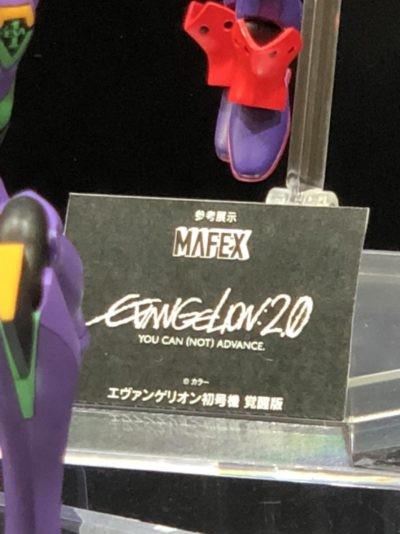 参考展示
MAFEX
EVANGELION:2.0
YOU CAN (NOT) ADVANCE.
© カラー
エヴァンゲリオン初号機 覚醒版